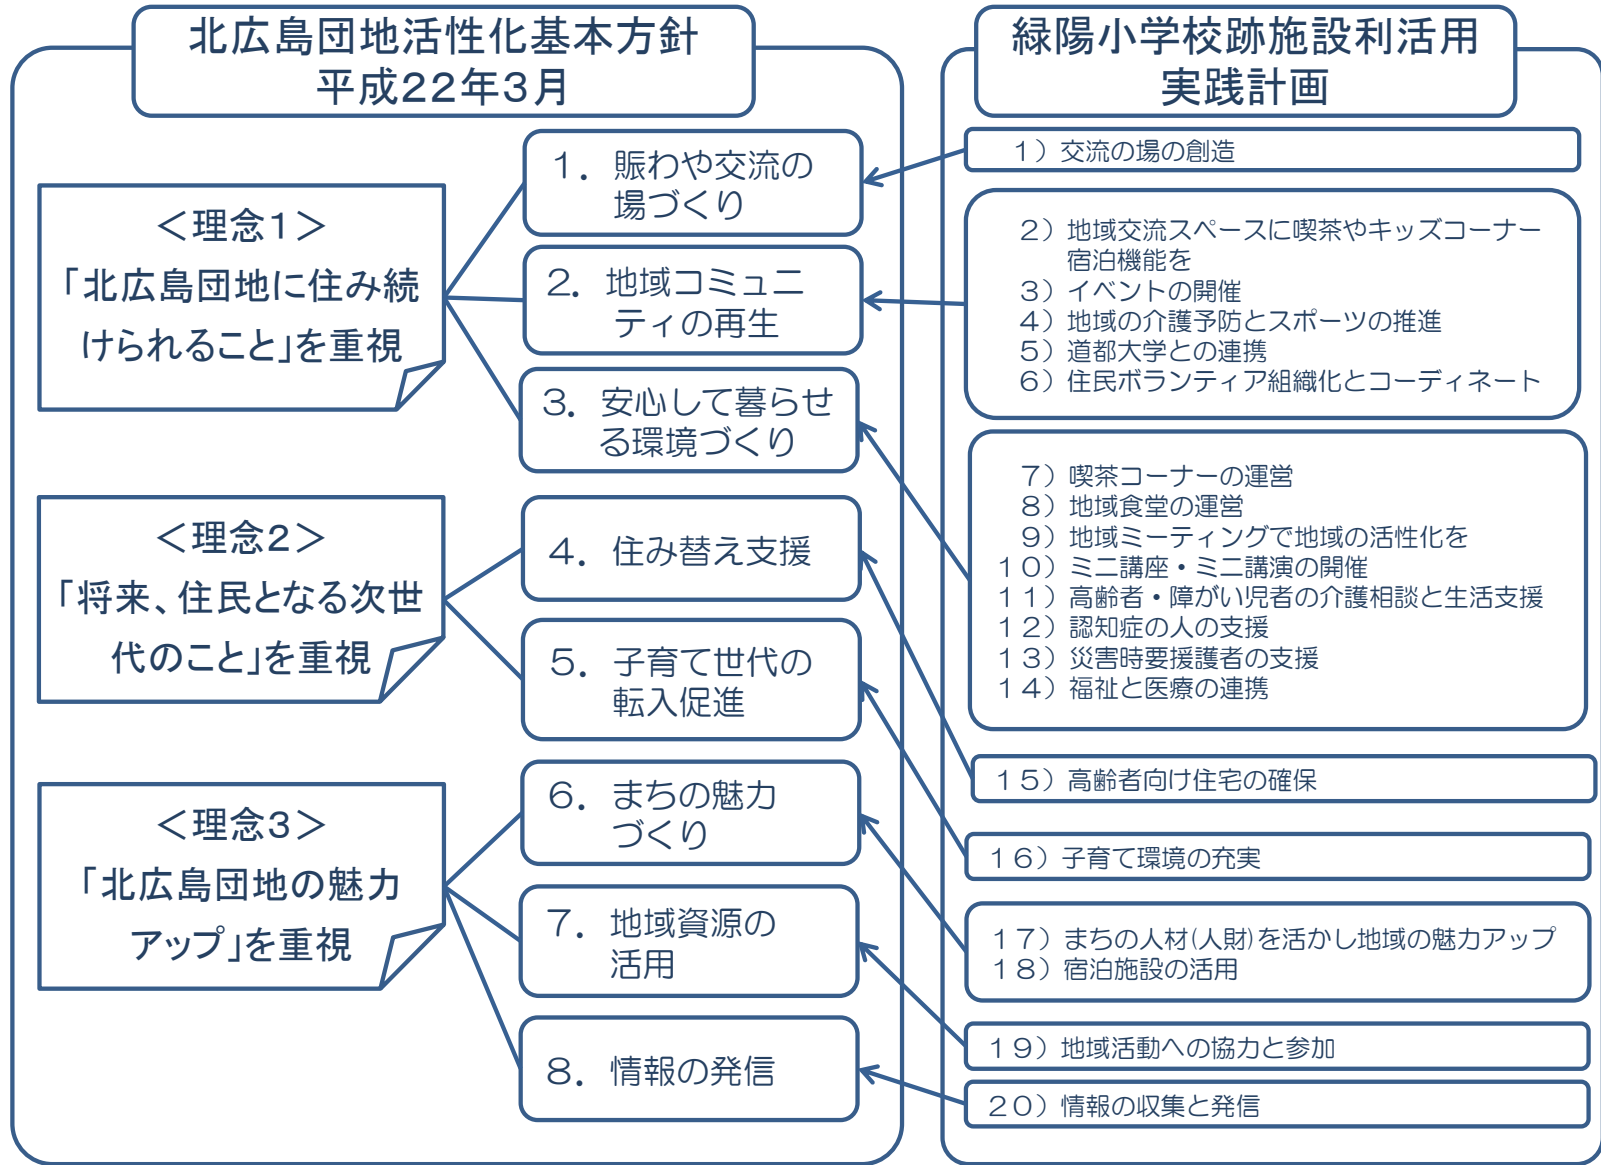 北広島団地活性化基本方針
平成22年3月
＜理念1＞
「北広島団地に住み続
けられること」を重視
1．賑わや交流の
場づくり
2．地域コミュニ
ティの再生
3．安心して暮らせ
る環境づくり
＜理念2＞
「将来、住民となる次世
代のこと」を重視
4．住み替え支援
5．子育て世代の
転入促進
＜理念3＞
「北広島団地の魅力
アップ」を重視
6．まちの魅力
づくり
7．地域資源の
活用
8．情報の発信
緑陽小学校跡施設利活用
実践計画
1）交流の場の創造
2）地域交流スペースに喫茶やキッズコーナー
宿泊機能を
3）イベントの開催
4）地域の介護予防とスポーツの推進
5）道都大学との連携
6）住民ボランティア組織化とコーディネート
7）喫茶コーナーの運営
8）地域食堂の運営
9）地域ミーティングで地域の活性化を
10）ミニ講座・ミニ講演の開催
11）高齢者・障がい児者の介護相談と生活支援
12）認知症の人の支援
13）災害時要援護者の支援
14）福祉と医療の連携
15）高齢者向け住宅の確保
16）子育て環境の充実
17）まちの人材(人財)を活かし地域の魅力アップ
18）宿泊施設の活用
19）地域活動への協力と参加
20）情報の収集と発信